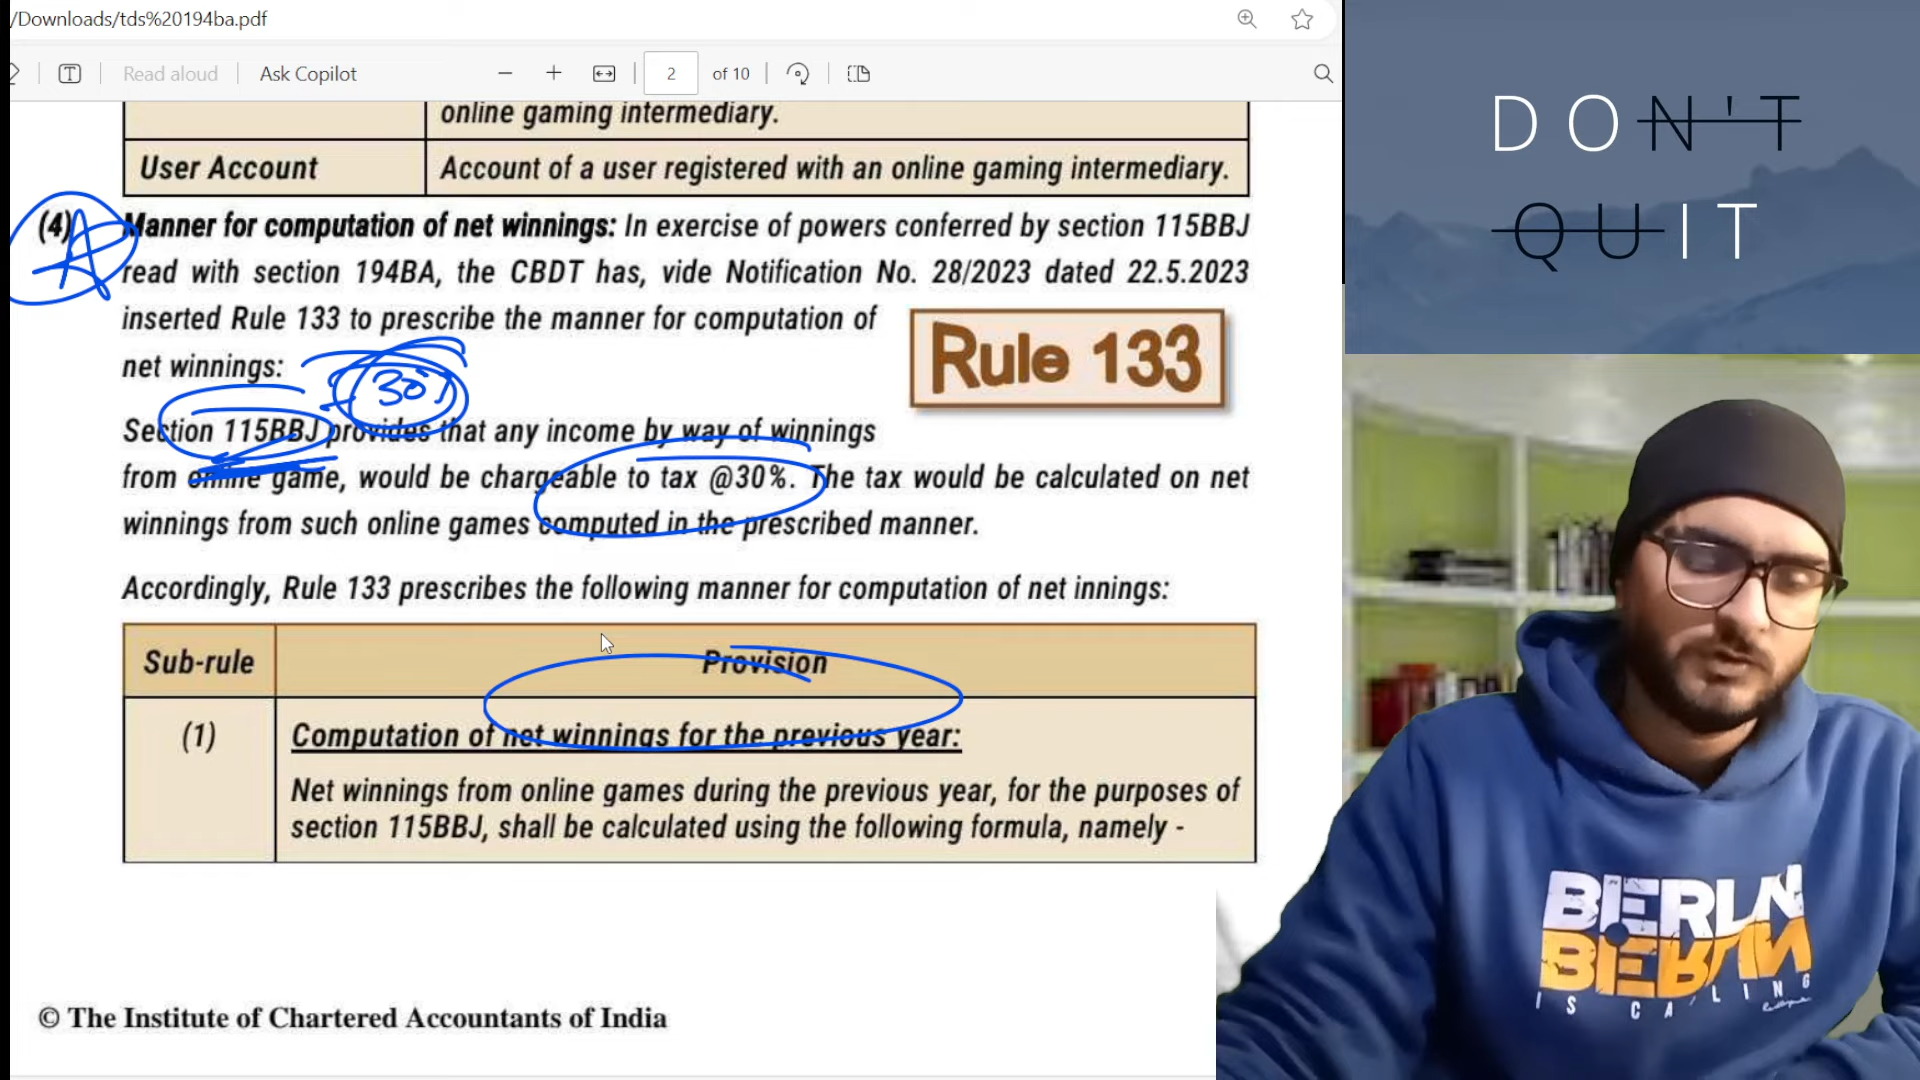 /Downloads/tds%20194ba.pdf
Read aloud
Ask Copilot
2
of 10
online gaming intermediary.
User Account
Account of a user registered with an online gaming intermediary.
(4)
A
Manner for computation of net winnings: In exercise of powers conferred by section 115BBJ
read with section 194BA, the CBDT has, vide Notification No. 28/2023 dated 22.5.2023
inserted Rule 133 to prescribe the manner for computation of
net winnings:
Rule 133
30%
Section 115BBJ provides that any income by way of winnings
from online game, would be chargeable to tax @30%. The tax would be calculated on net
winnings from such online games computed in the prescribed manner.
Accordingly, Rule 133 prescribes the following manner for computation of net innings:
Sub-rule
Provision
(1)
Computation of net winnings for the previous year:
Net winnings from online games during the previous year, for the purposes of
section 115BBJ, shall be calculated using the following formula, namely -
© The Institute of Chartered Accountants of India
DON'T
QUIT
BERLIN
BERLIN
IS CALLING